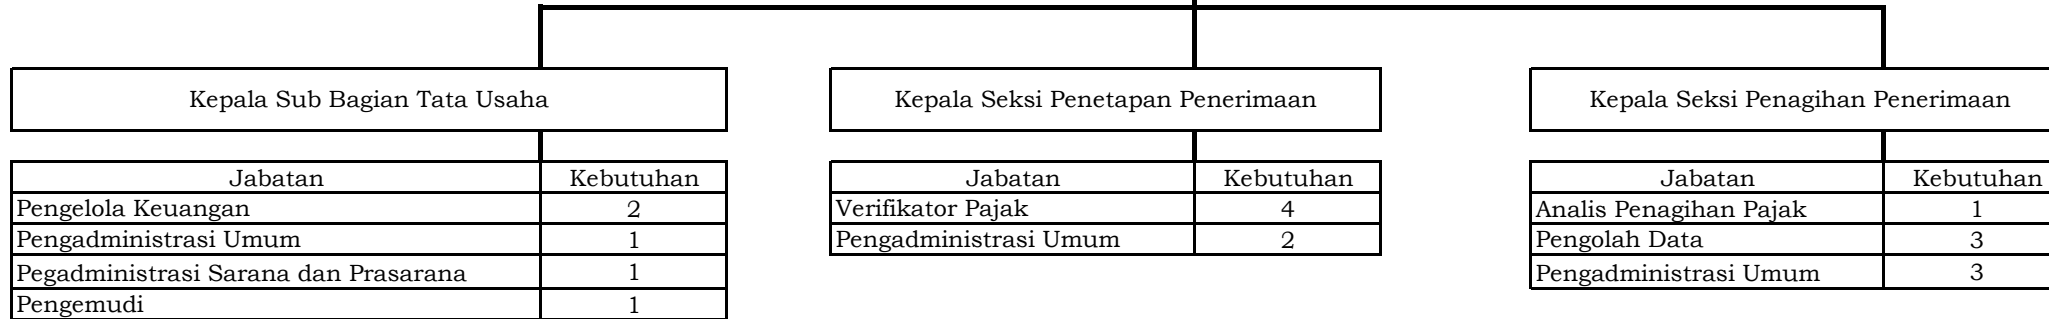 Kepala Sub Bagian Tata Usaha
Jabatan Kebutuhan
Pengelola Keuangan 2
Pengadministrasi Umum 1
Pegadministrasi Sarana dan Prasarana 1
Pengemudi 1
Kepala Seksi Penetapan Penerimaan
Jabatan Kebutuhan
Verifikator Pajak 4
Pengadministrasi Umum 2
Kepala Seksi Penagihan Penerimaan
Jabatan Kebutuhan
Analis Penagihan Pajak 1
Pengolah Data 3
Pengadministrasi Umum 3